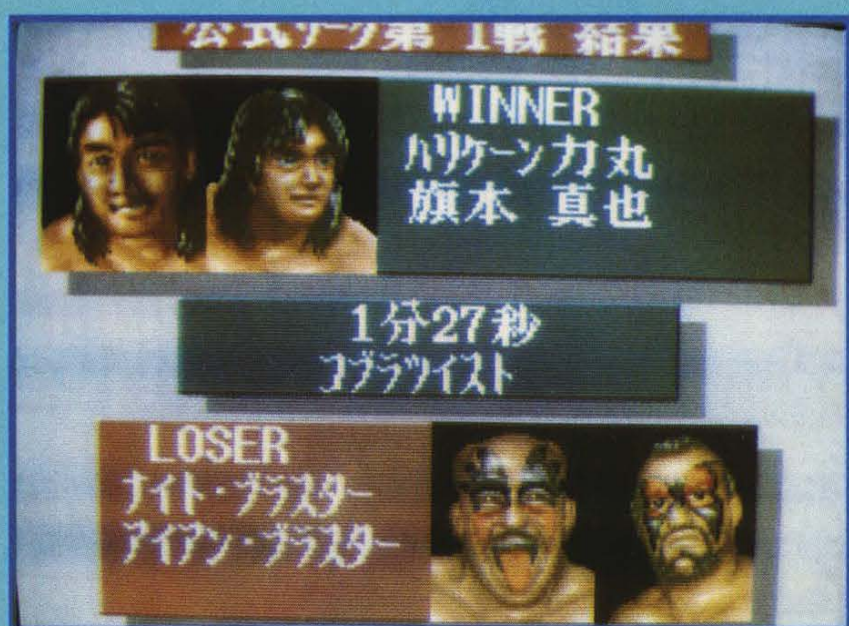 公式リーグ第 1戦 結果
WINNER
ハリケーン力丸
旗本 真也
1分27秒
コブラツイスト
LOSER
ナイト・ブラスター
アイアン・ブラスター